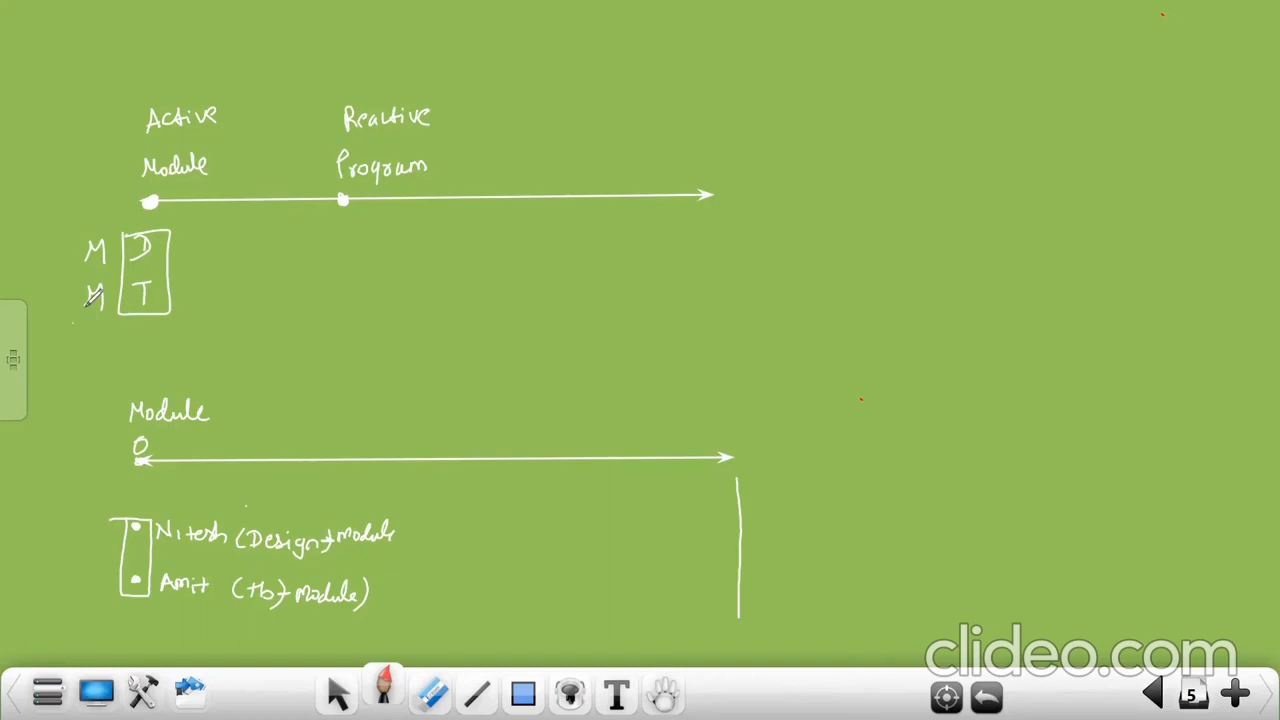 Active Reactive
Module Program
M D
M T
Module
0
Nitesh (Design → Module
Amit (tb → Module)
clideo.com
5